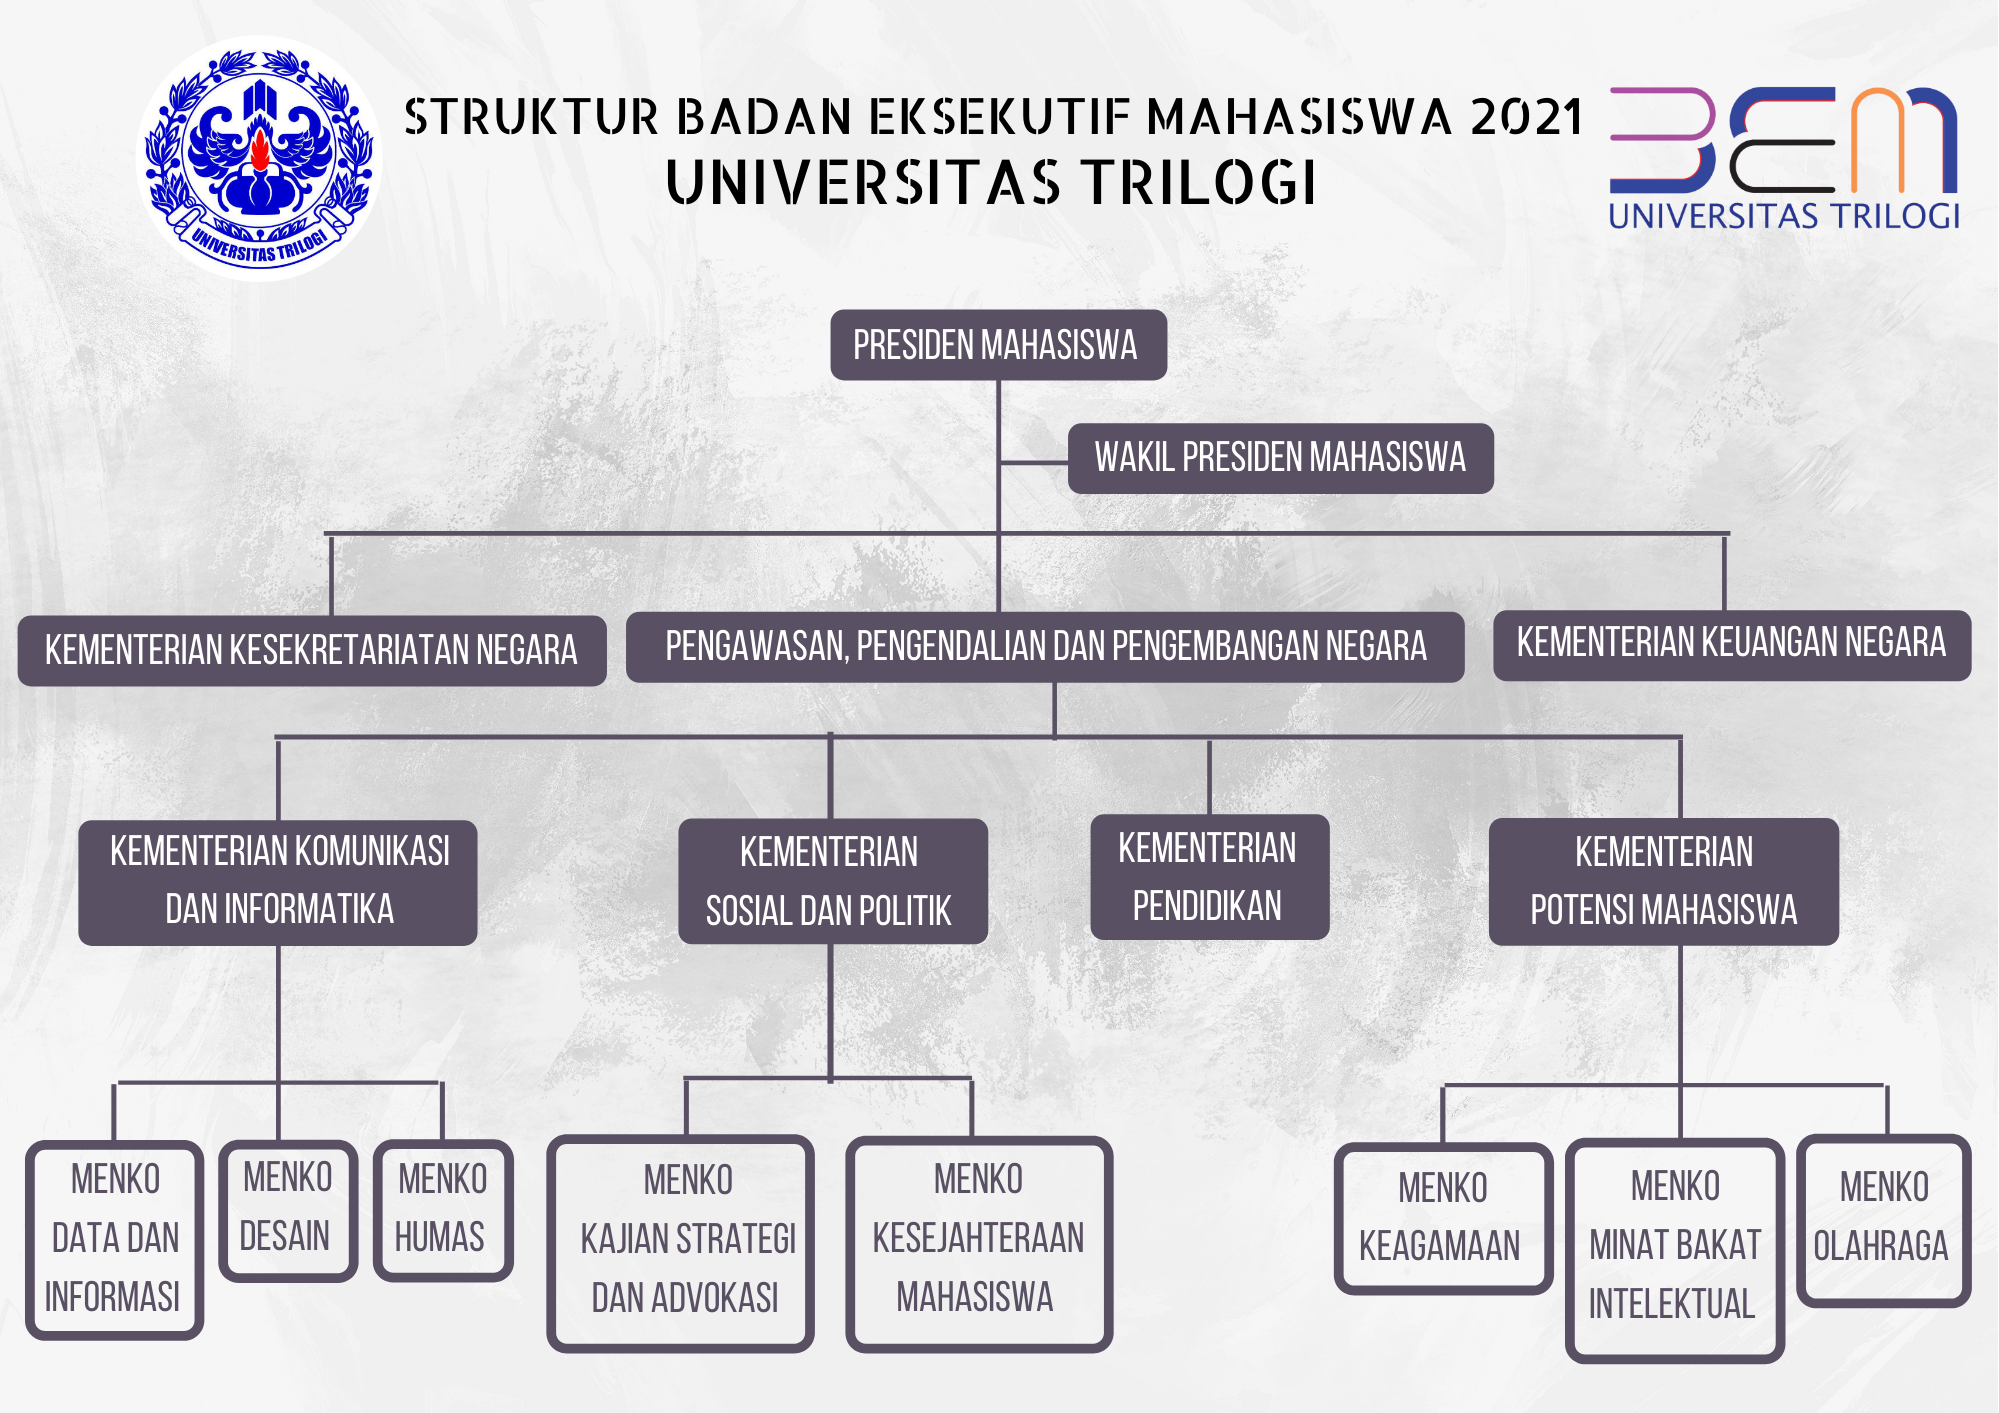 STRUKTUR BADAN EKSEKUTIF MAHASISWA 2021
UNIVERSITAS TRILOGI
UNIVERSITAS TRILOGI
BEM
UNIVERSITAS TRILOGI
PRESIDEN MAHASISWA
WAKIL PRESIDEN MAHASISWA
KEMENTERIAN KESEKRETARIATAN NEGARA
PENGAWASAN, PENGENDALIAN DAN PENGEMBANGAN NEGARA
KEMENTERIAN KEUANGAN NEGARA
KEMENTERIAN KOMUNIKASI
DAN INFORMATIKA
KEMENTERIAN
SOSIAL DAN POLITIK
KEMENTERIAN
PENDIDIKAN
KEMENTERIAN
POTENSI MAHASISWA
MENKO
DATA DAN
INFORMASI
MENKO
DESAIN
MENKO
HUMAS
MENKO
KAJIAN STRATEGI
DAN ADVOKASI
MENKO
KESEJAHTERAAN
MAHASISWA
MENKO
KEAGAMAAN
MENKO
MINAT BAKAT
INTELEKTUAL
MENKO
OLAHRAGA